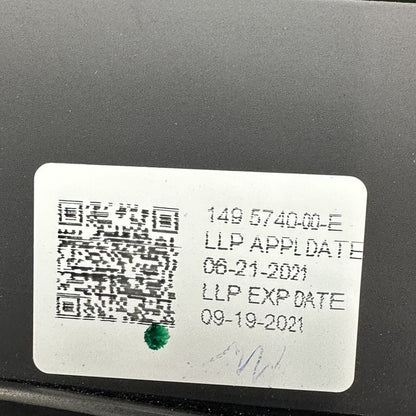 149 5740-00-E
LLP APPL DATE
06-21-2021
LLP EXP DATE
09-19-2021